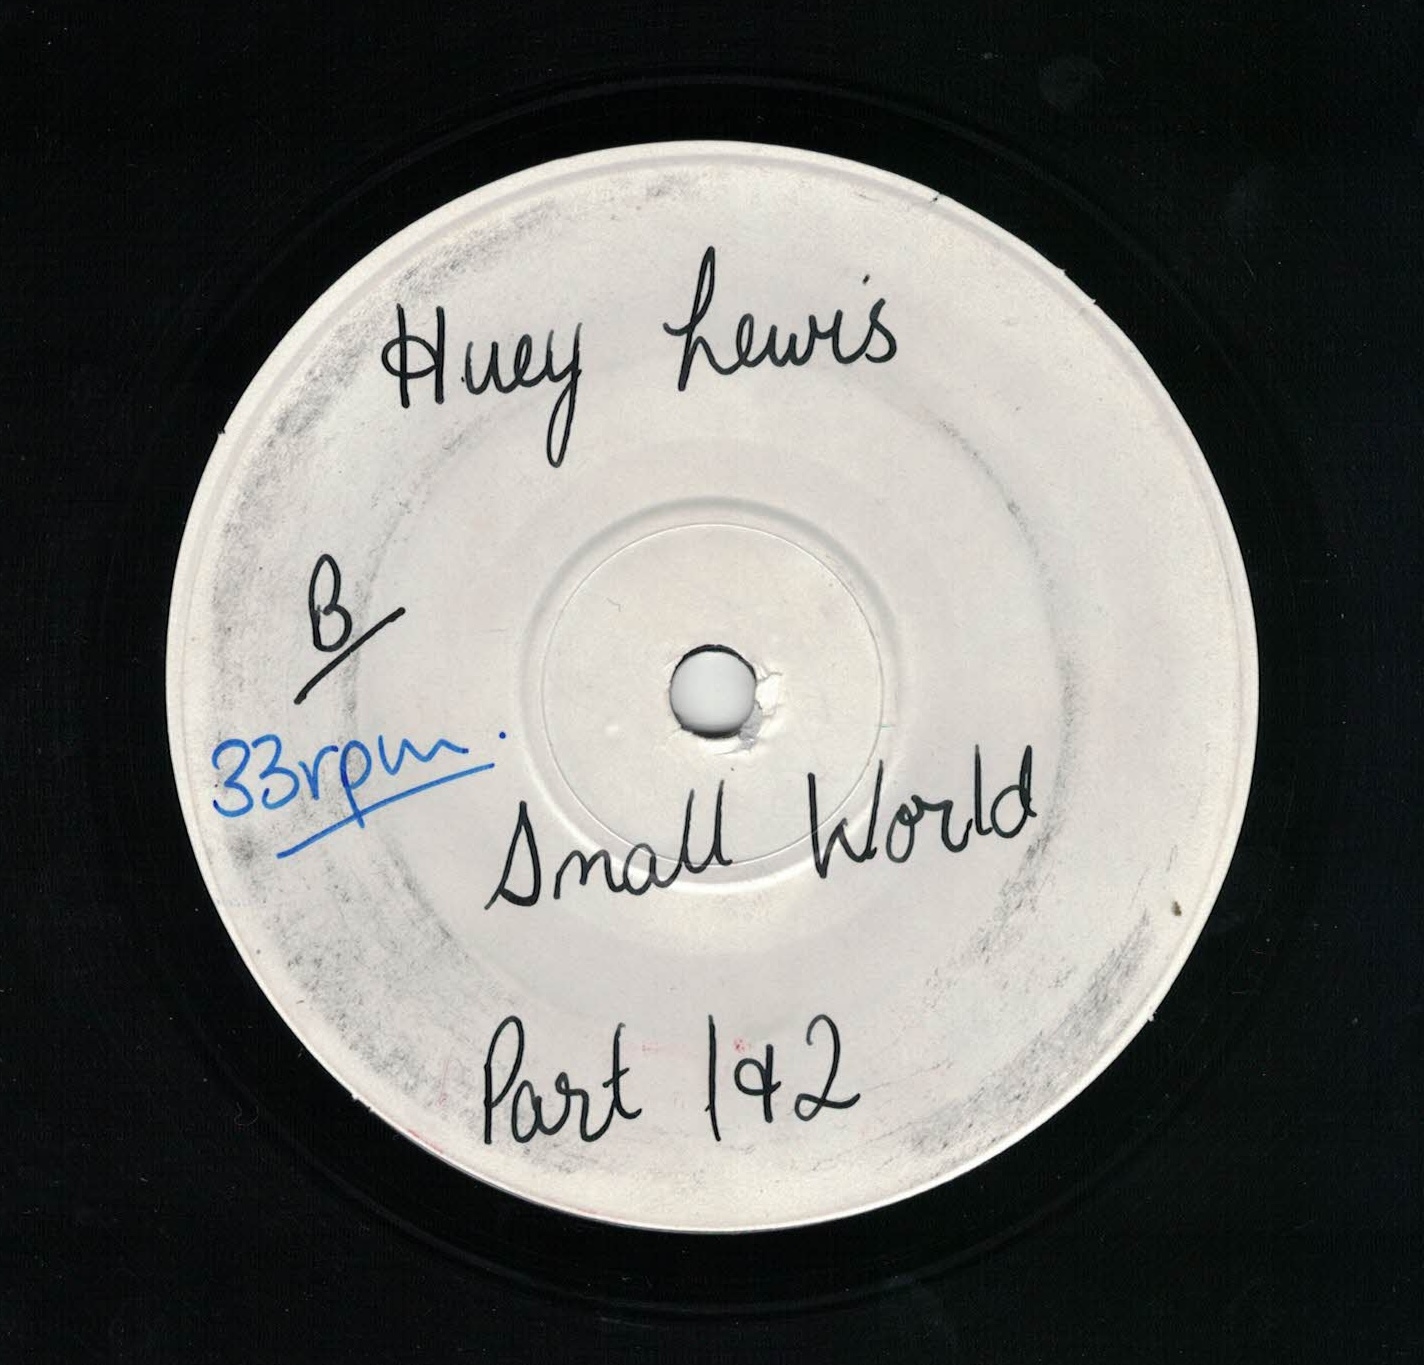 Huey Lewis
B
33rpm.
Small World
Part 1&2